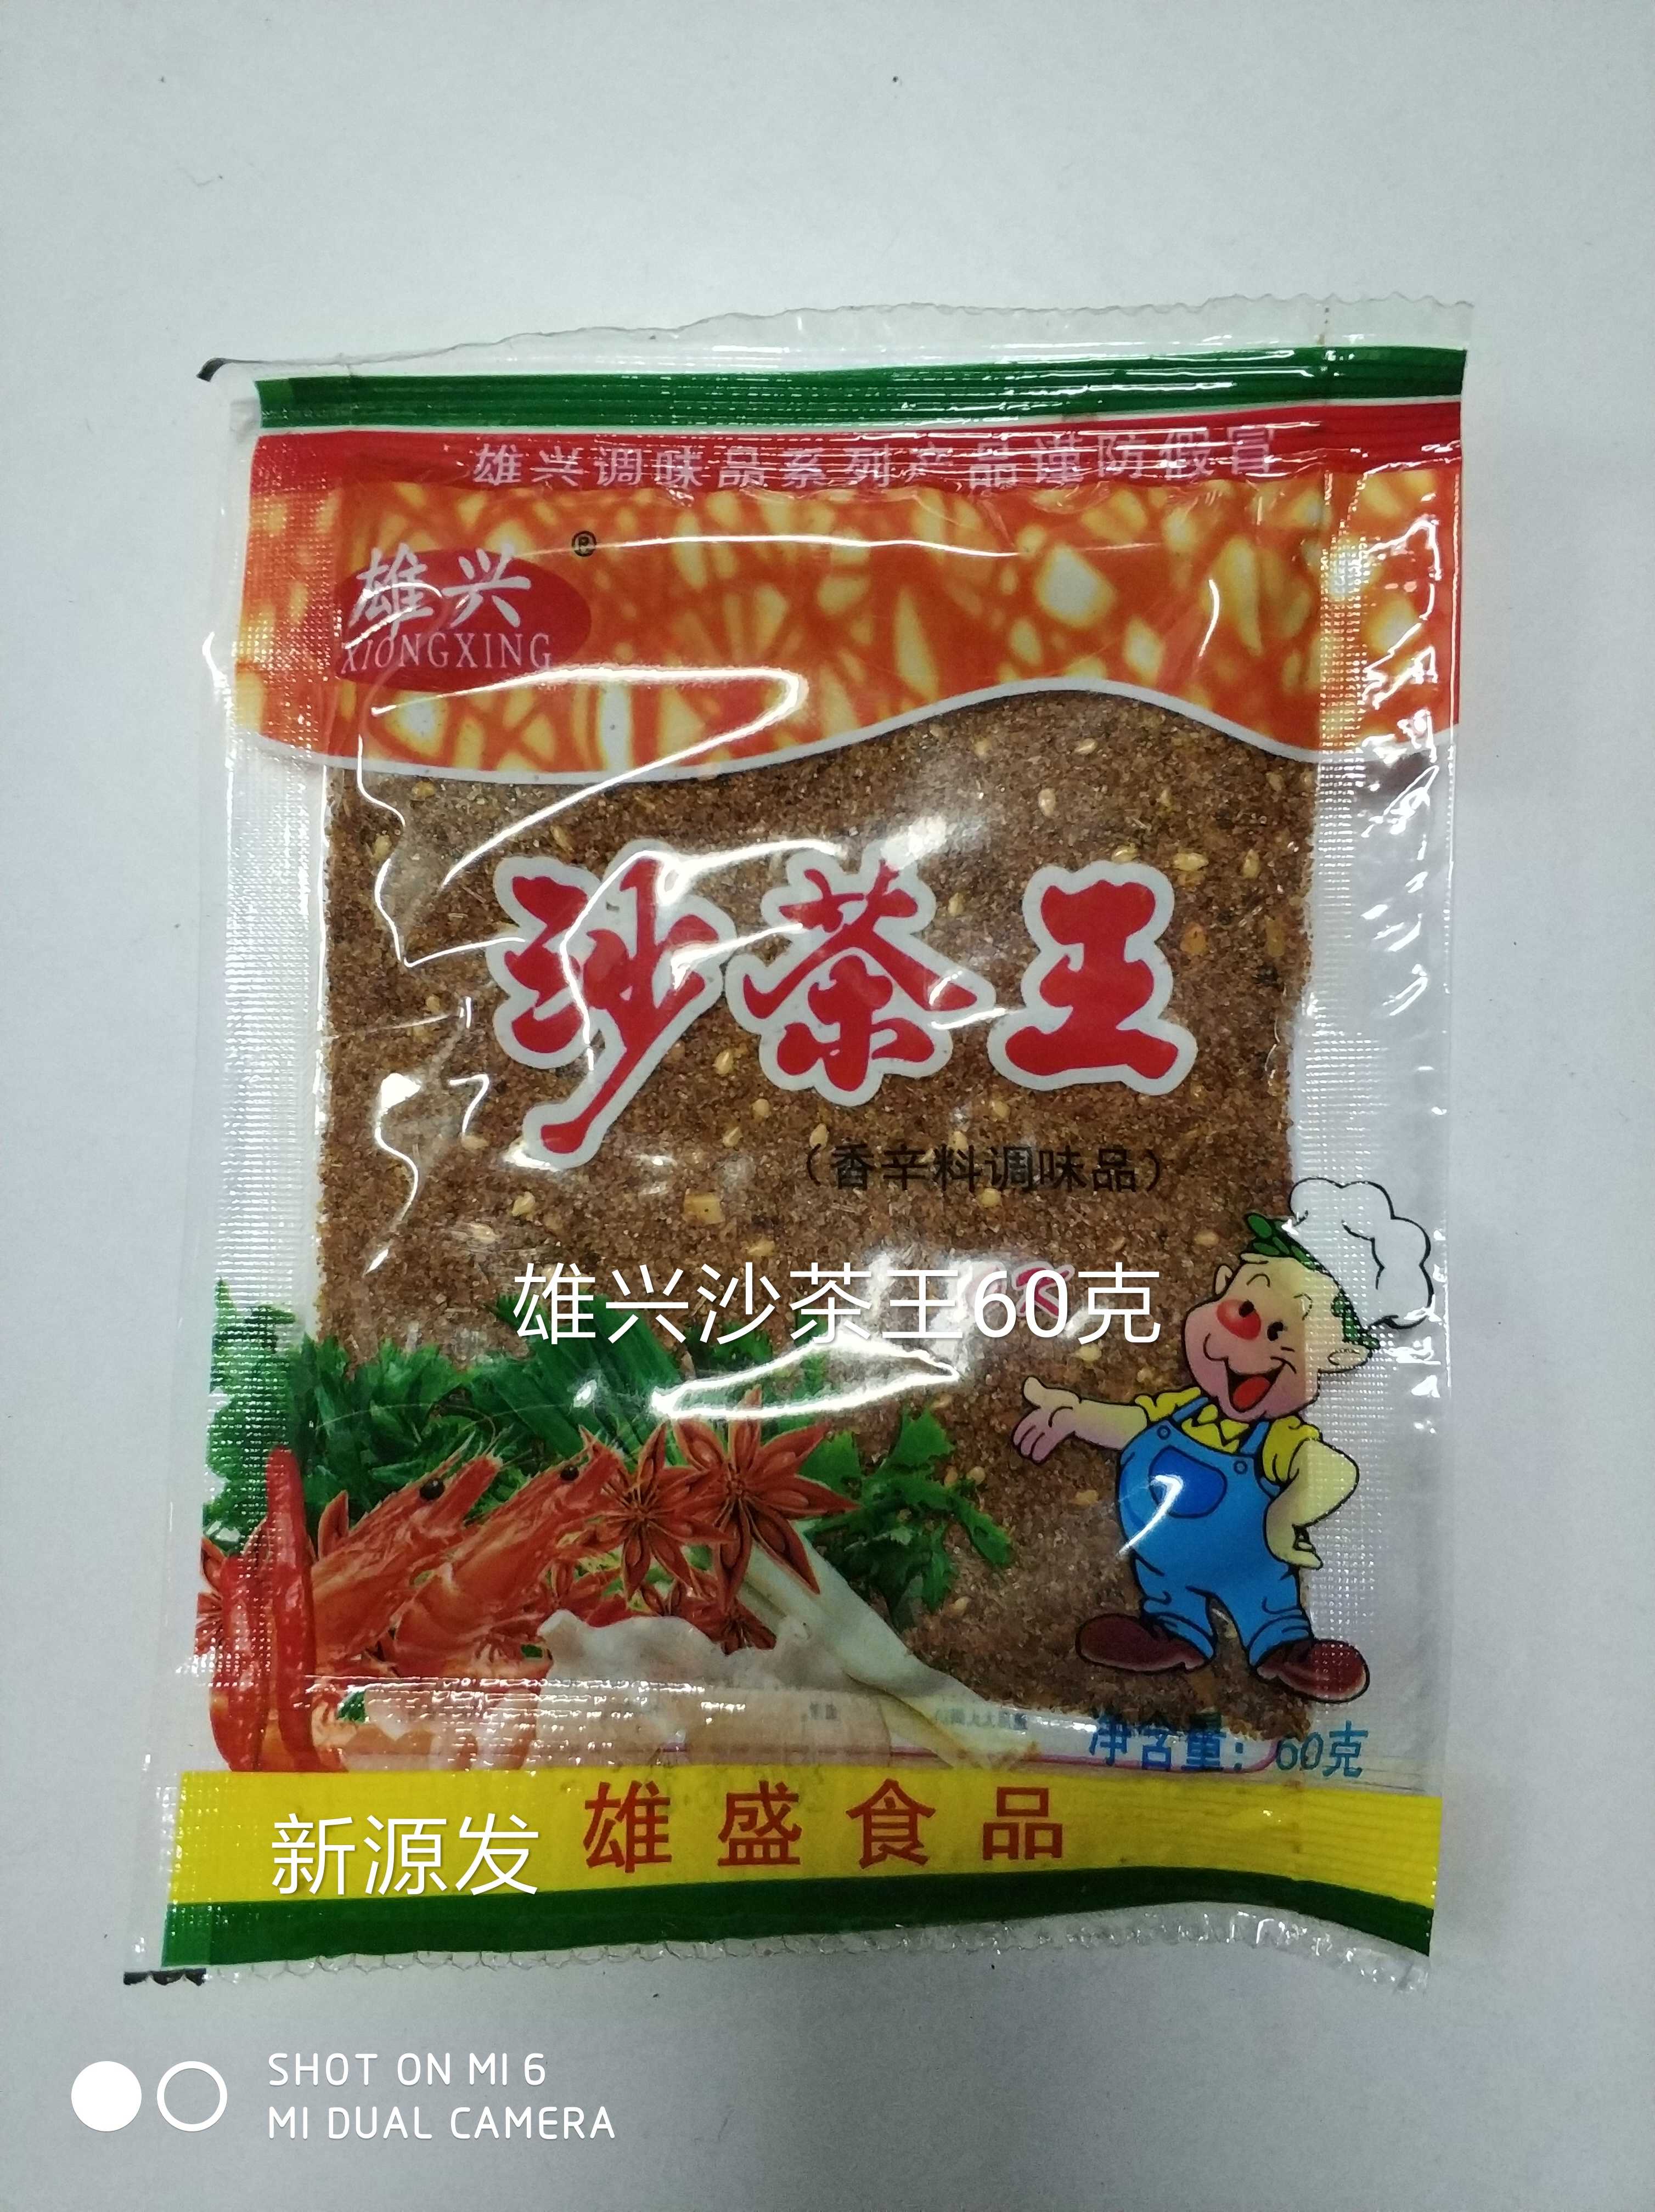 雄兴调味品系列产品谨防假冒
雄兴®
XIONGXING
沙茶王
（香辛料调味品）
雄兴沙茶王60克
净含量：60克
新源发
雄盛食品
SHOT ON MI 6
MI DUAL CAMERA